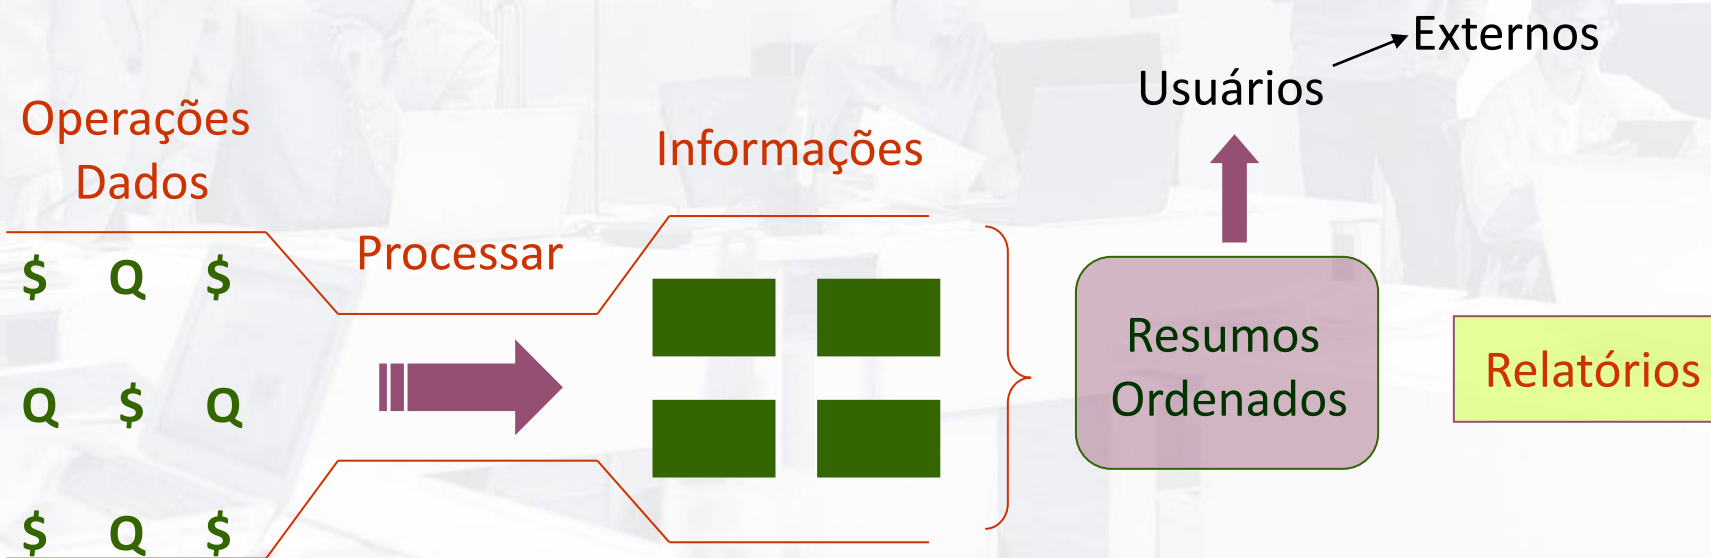 Externos
Usuários
Operações
Dados
Informações
Processar
$ Q $
Q $ Q
$ Q $
Resumos
Ordenados
Relatórios